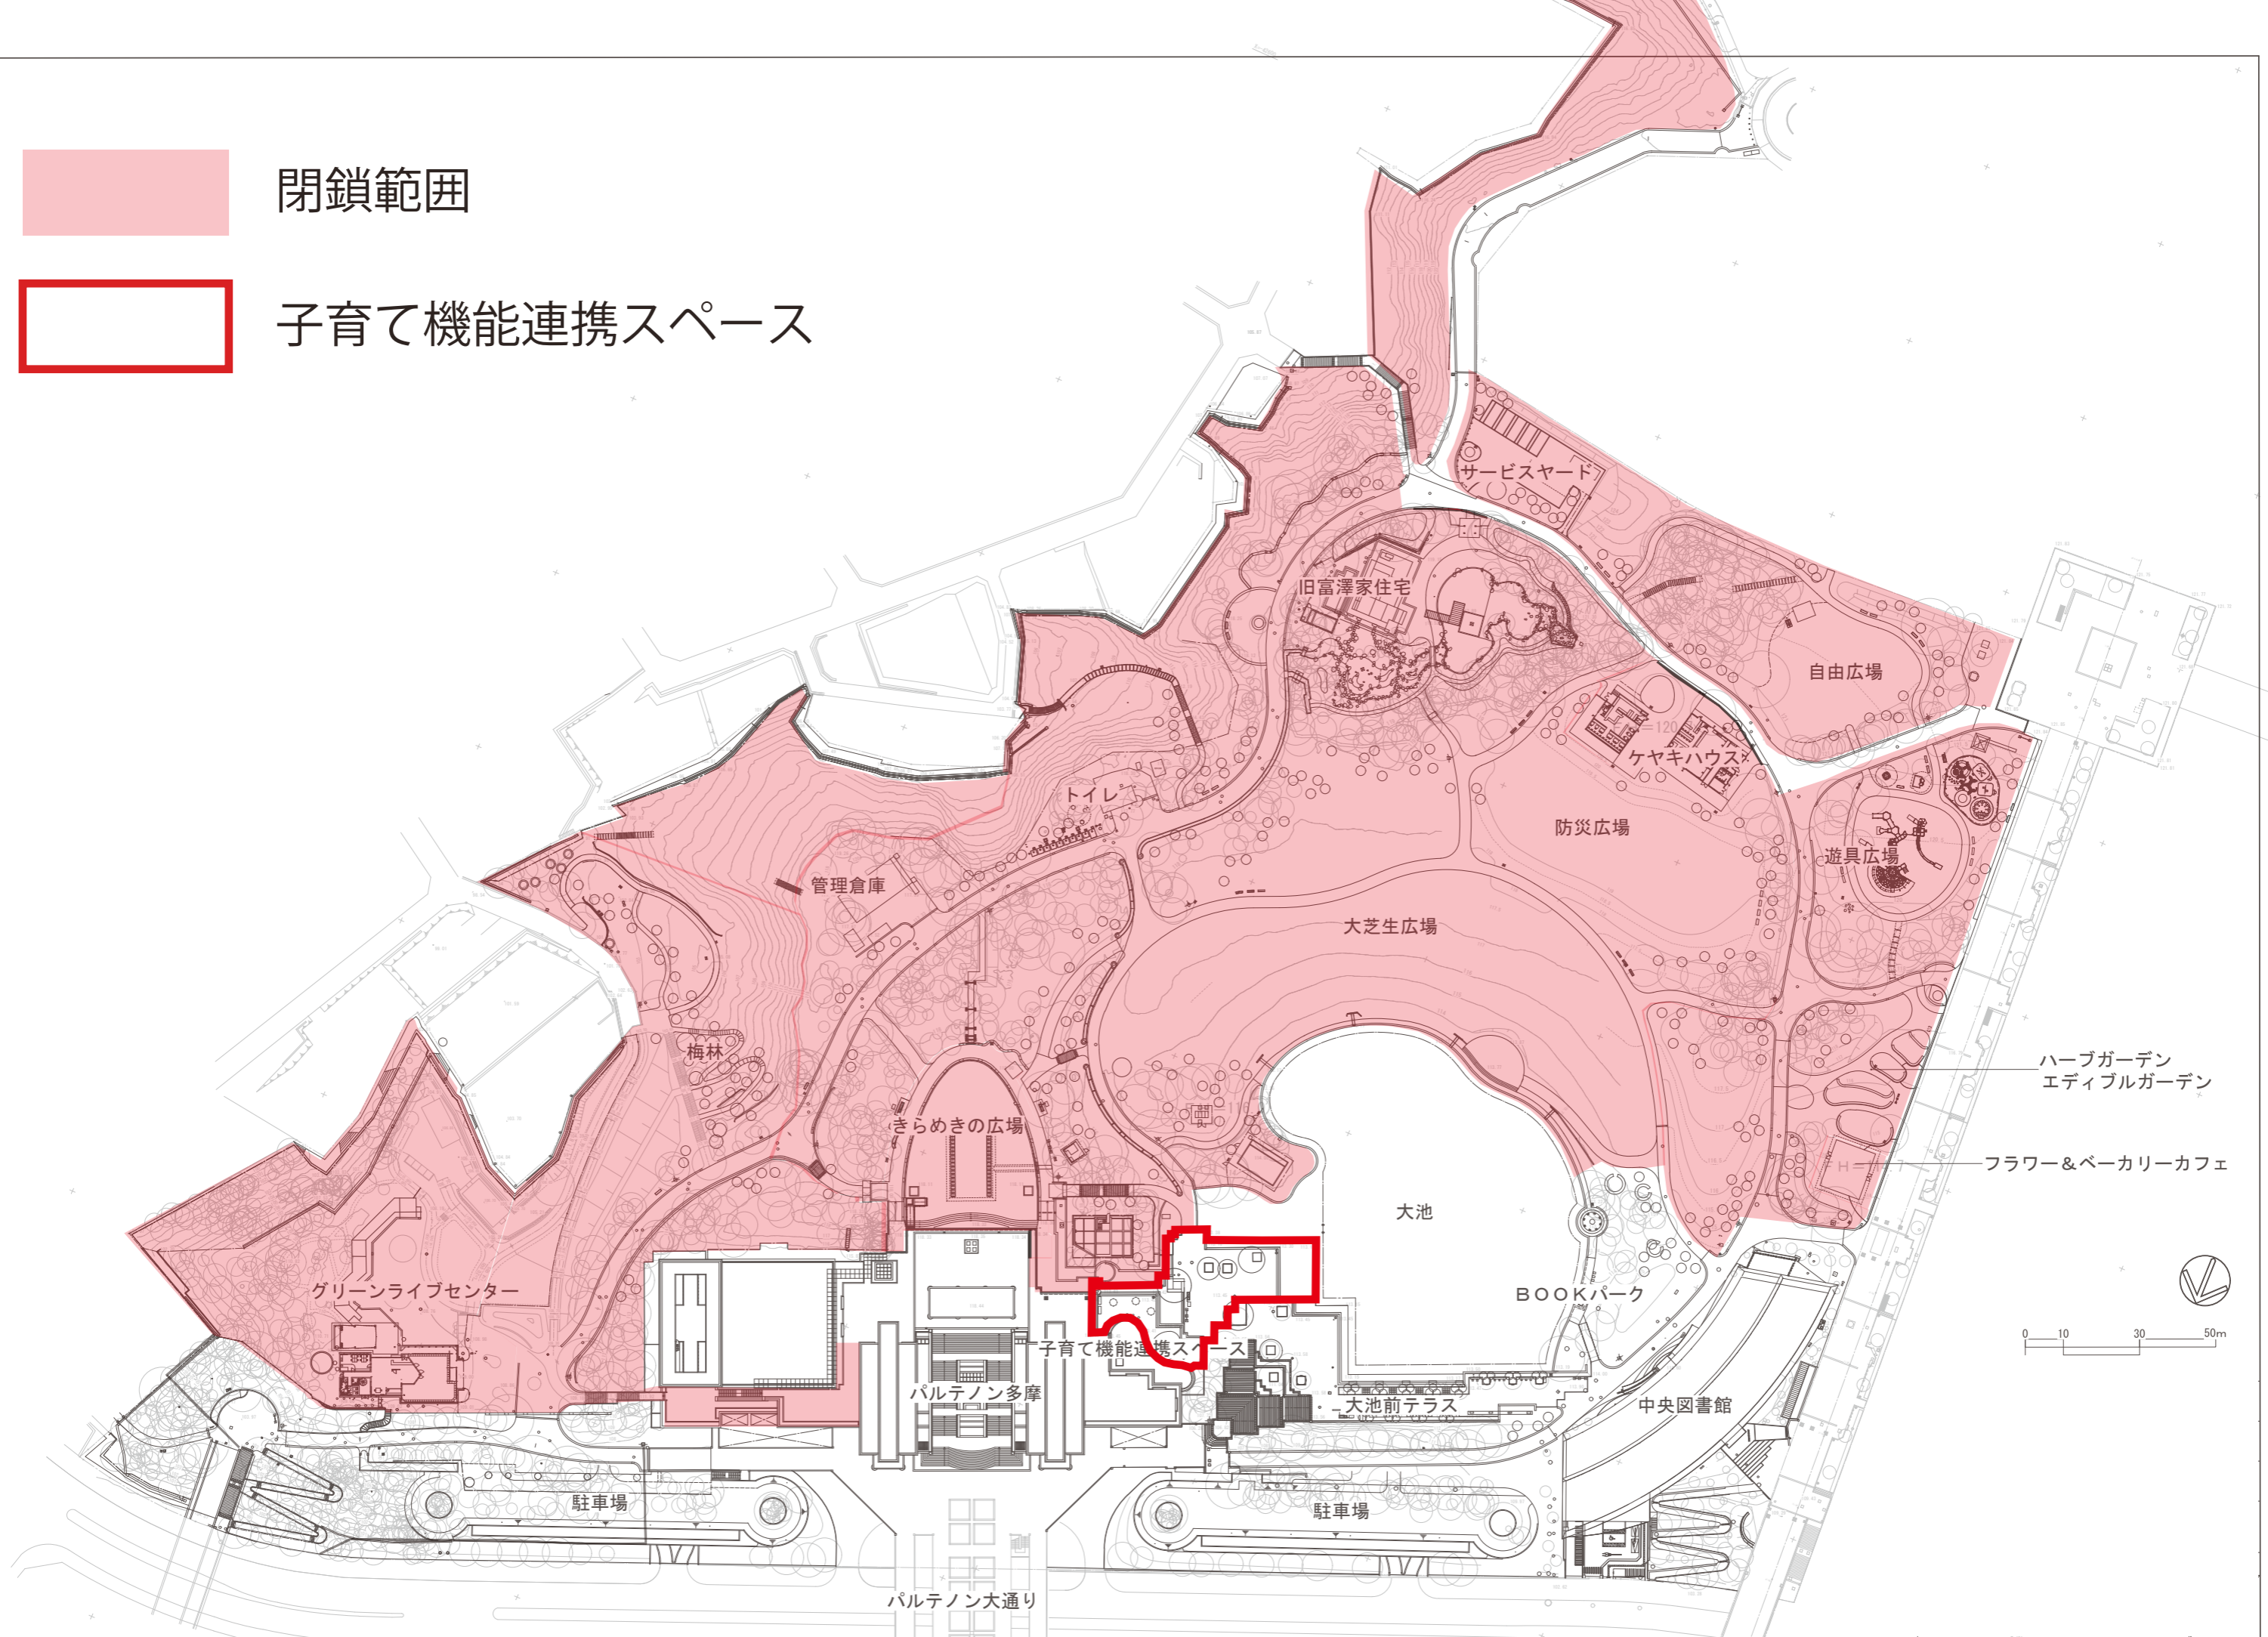 閉鎖範囲
子育て機能連携スペース
サービスヤード
旧富澤家住宅
自由広場
ケヤキハウス
トイレ
防災広場
遊具広場
管理倉庫
大芝生広場
梅林
ハーブガーデン
エディブルガーデン
きらめきの広場
フラワー＆ベーカリーカフェ
大池
グリーンライブセンター
BOOKパーク
0 10 30 50m
子育て機能連携スペース
パルテノン多摩
大池前テラス
中央図書館
駐車場
駐車場
パルテノン大通り